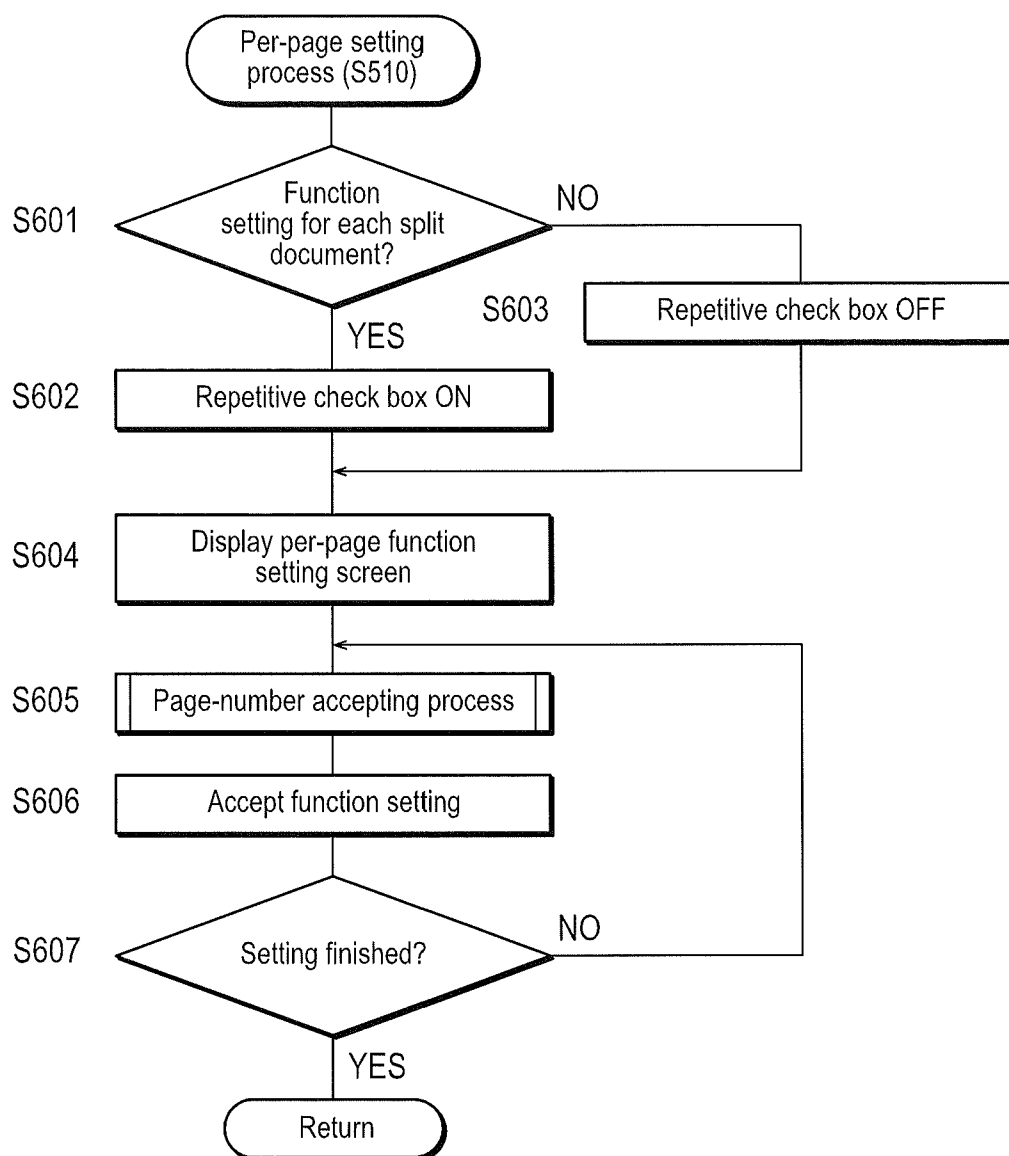 Per-page setting
process (S510)
S601
Function
setting for each split
document?
NO
YES
S603
Repetitive check box OFF
S602
Repetitive check box ON
S604
Display per-page function
setting screen
S605
Page-number accepting process
S606
Accept function setting
S607
Setting finished?
NO
YES
Return